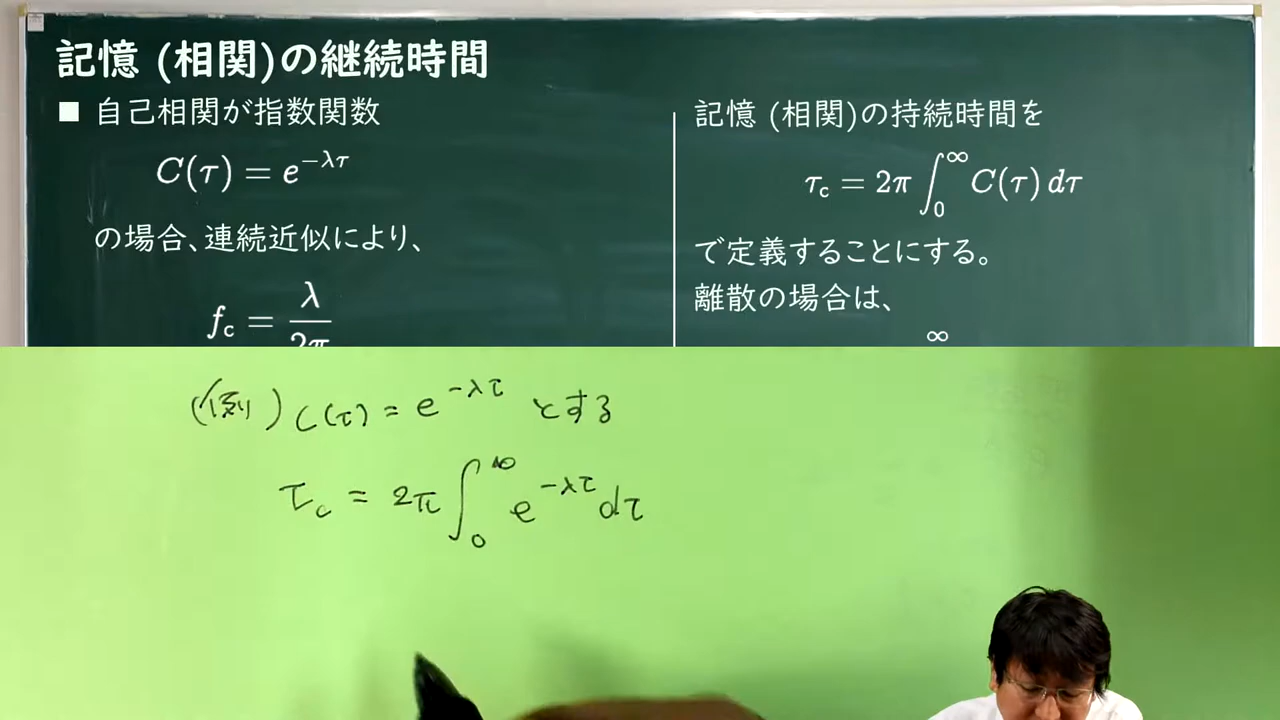 記憶 (相関)の継続時間
■ 自己相関が指数関数
C(τ) = e^{-λτ}
の場合、連続近似により、
f_c = λ/2π
記憶 (相関)の持続時間を
τ_c = 2π ∫_0^∞ C(τ) dτ
で定義することにする。
離散の場合は、
∞
(例) C(τ) = e^{-λτ} とする
τ_c = 2π ∫_0^∞ e^{-λτ} dτ